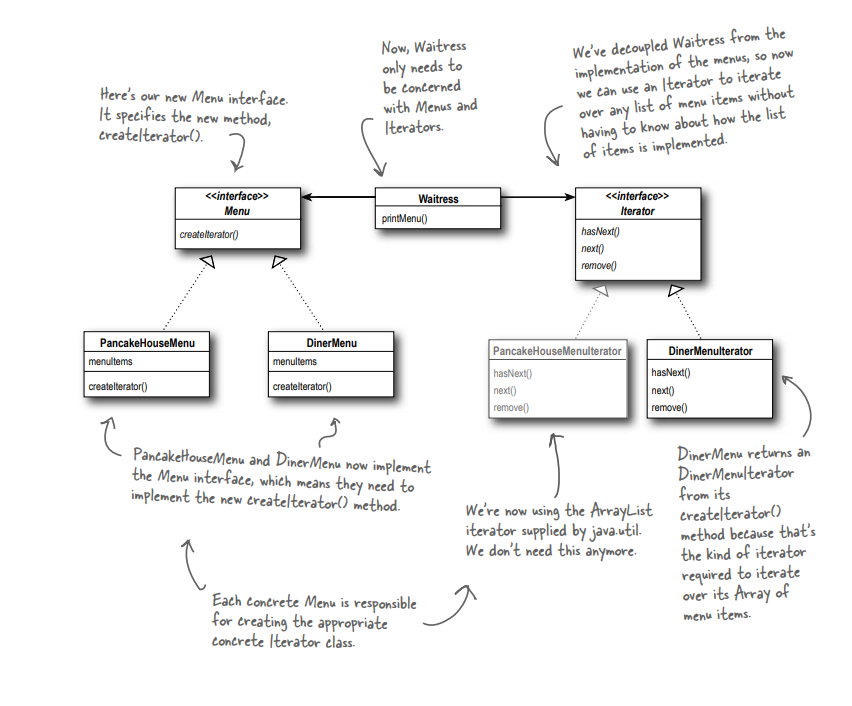 Here's our new Menu interface.
It specifies the new method,
createIterator().
Now, Waitress
only needs to
be concerned
with Menus and
Iterators.
We've decoupled Waitress from the
implementation of the menus, so now
we can use an Iterator to iterate
over any list of menu items without
having to know about how the list
of items is implemented.
<<interface>>
Menu
createIterator()
Waitress
printMenu()
<<interface>>
Iterator
hasNext()
next()
remove()
PancakeHouseMenu
menuItems
createIterator()
DinerMenu
menuItems
createIterator()
PancakeHouseMenuIterator
hasNext()
next()
remove()
DinerMenuIterator
hasNext()
next()
remove()
PancakeHouseMenu and DinerMenu now implement
the Menu interface, which means they need to
implement the new createIterator() method.
We're now using the ArrayList
iterator supplied by java.util.
We don't need this anymore.
DinerMenu returns an
DinerMenuIterator
from its
createIterator()
method because that's
the kind of iterator
required to iterate
over its Array of
menu items.
Each concrete Menu is responsible
for creating the appropriate
concrete Iterator class.